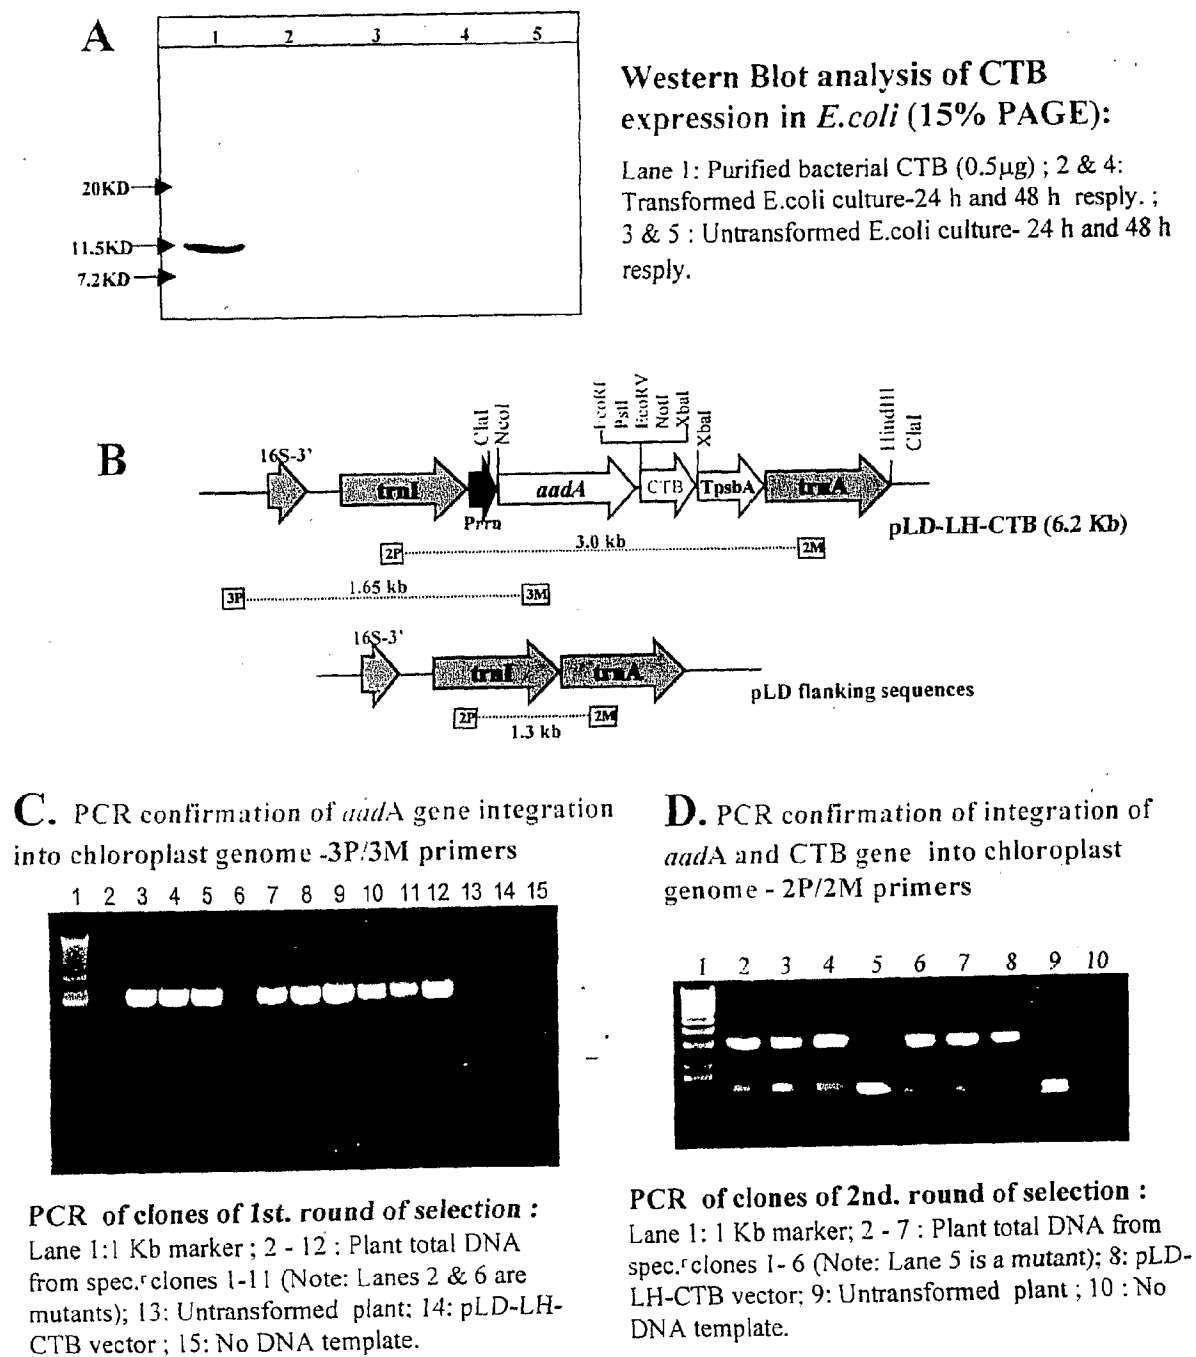 A
1 2 3 4 5
20KD
11.5KD
7.2KD
Western Blot analysis of CTB
expression in E.coli (15% PAGE):
Lane 1: Purified bacterial CTB (0.5µg) ; 2 & 4:
Transformed E.coli culture-24 h and 48 h resply. ;
3 & 5 : Untransformed E.coli culture- 24 h and 48 h
resply.
B
16S-3'
trnI
Prrn
ClaI
NcoI
aadA
EcoRI
PstI
EcoRV
NotI
XbaI
CTB
XbaI
TpsbA
trnA
HindIII
ClaI
pLD-LH-CTB (6.2 Kb)
2P 3.0 kb 2M
3P 1.65 kb 3M
16S-3'
trnI trnA
pLD flanking sequences
2P 1.3 kb 2M
C. PCR confirmation of aadA gene integration
into chloroplast genome -3P/3M primers
1 2 3 4 5 6 7 8 9 10 11 12 13 14 15
PCR of clones of 1st. round of selection :
Lane 1:1 Kb marker ; 2 - 12 : Plant total DNA
from spec.ʳ clones 1-11 (Note: Lanes 2 & 6 are
mutants); 13: Untransformed plant: 14: pLD-LH-
CTB vector ; 15: No DNA template.
D. PCR confirmation of integration of
aadA and CTB gene into chloroplast
genome - 2P/2M primers
1 2 3 4 5 6 7 8 9 10
PCR of clones of 2nd. round of selection :
Lane 1: 1 Kb marker; 2 - 7 : Plant total DNA from
spec.ʳ clones 1- 6 (Note: Lane 5 is a mutant); 8: pLD-
LH-CTB vector; 9: Untransformed plant ; 10 : No
DNA template.